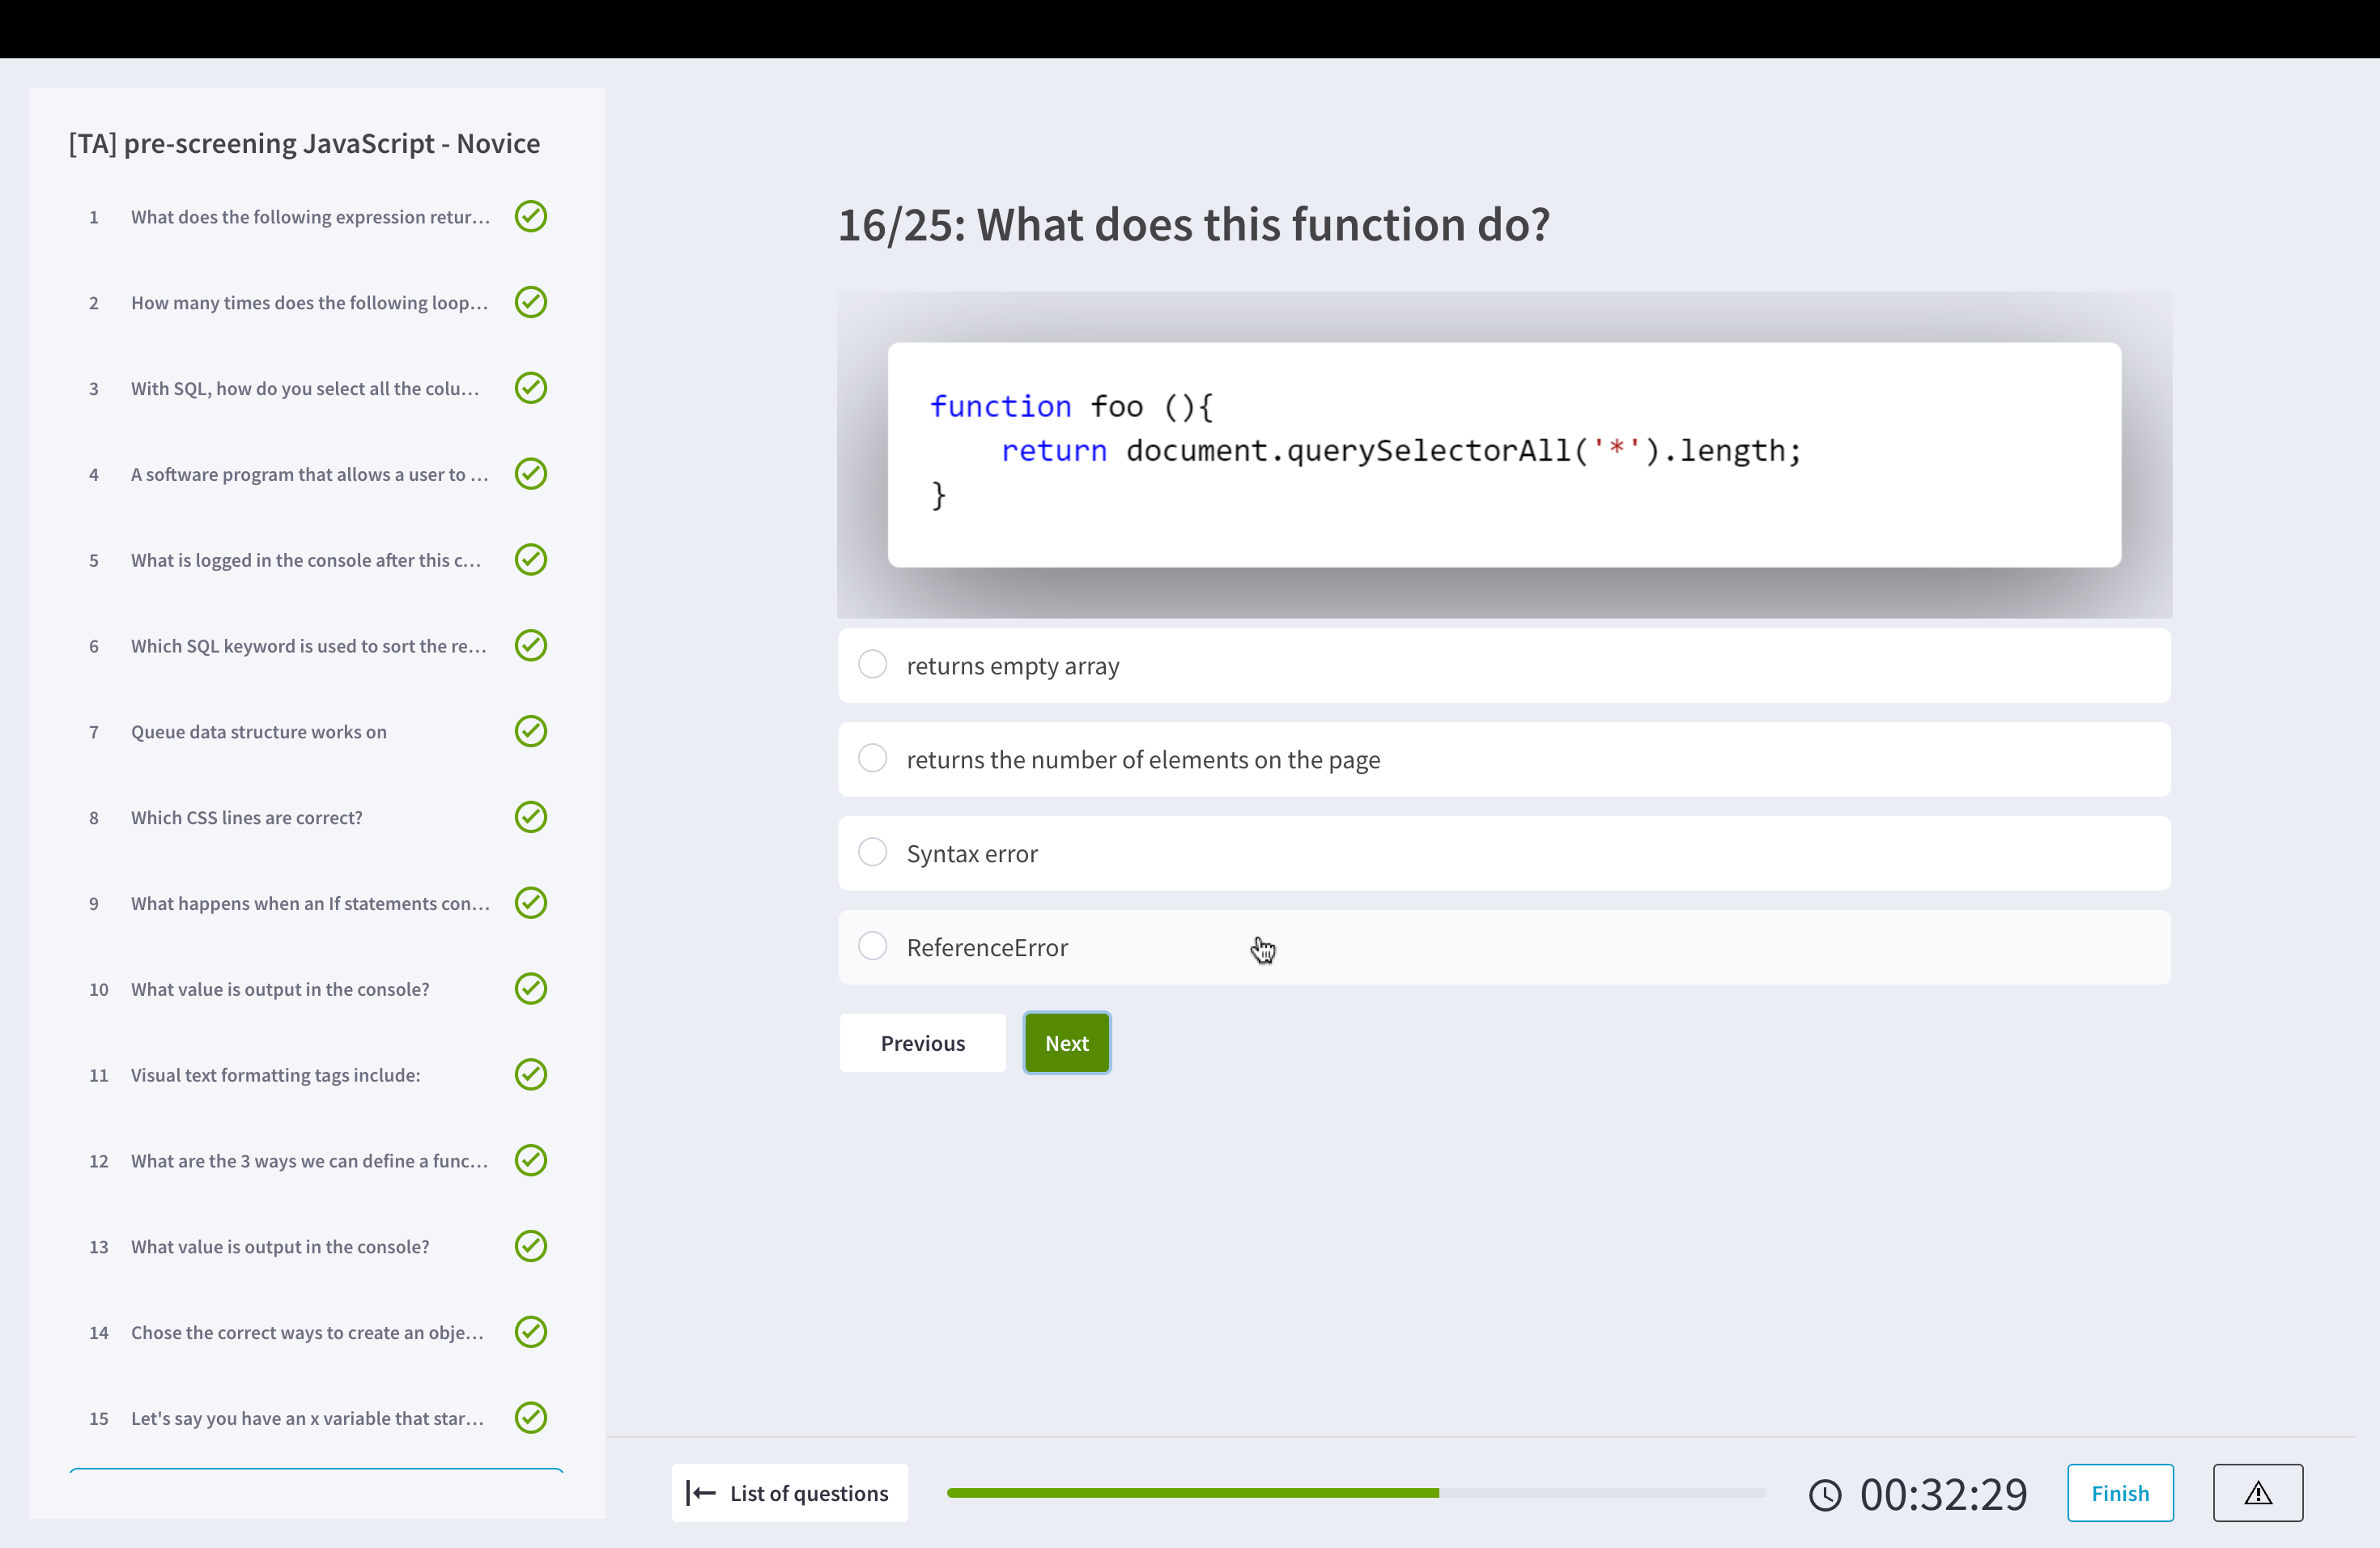 [TA] pre-screening JavaScript - Novice
1 What does the following expression retur...
2 How many times does the following loop...
3 With SQL, how do you select all the colu...
4 A software program that allows a user to ...
5 What is logged in the console after this c...
6 Which SQL keyword is used to sort the re...
7 Queue data structure works on
8 Which CSS lines are correct?
9 What happens when an If statements con...
10 What value is output in the console?
11 Visual text formatting tags include:
12 What are the 3 ways we can define a func...
13 What value is output in the console?
14 Chose the correct ways to create an obje...
15 Let's say you have an x variable that star...
16/25: What does this function do?
function foo (){
    return document.querySelectorAll('*').length;
}
returns empty array
returns the number of elements on the page
Syntax error
ReferenceError
Previous Next
List of questions 00:32:29 Finish